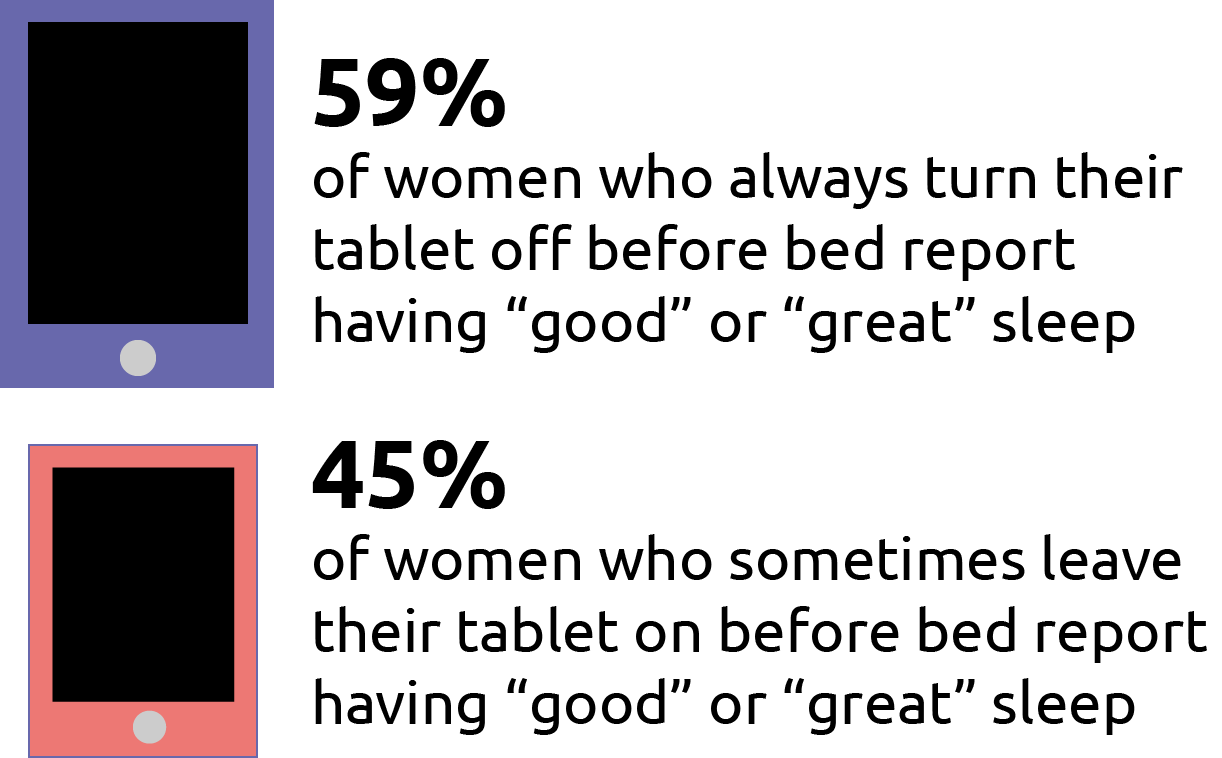 59%
of women who always turn their
tablet off before bed report
having “good” or “great” sleep
45%
of women who sometimes leave
their tablet on before bed report
having “good” or “great” sleep